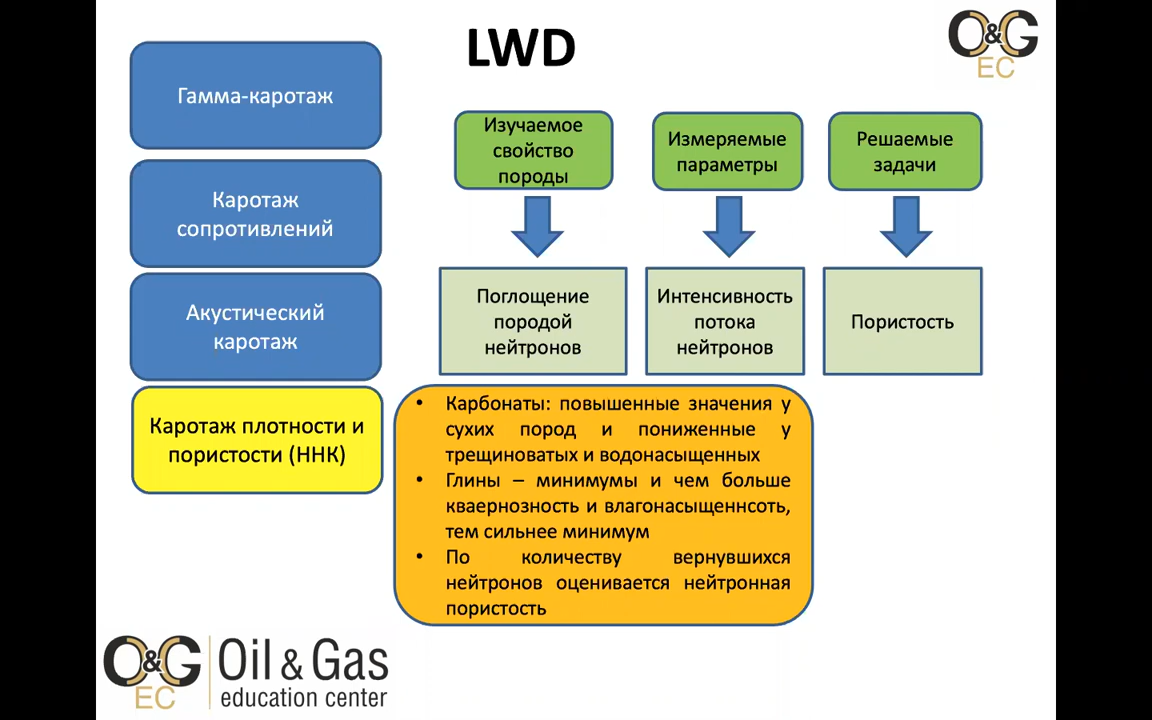 LWD
O&G
EC
Гамма-каротаж
Каротаж
сопротивлений
Акустический
каротаж
Каротаж плотности и
пористости (ННК)
Изучаемое
свойство
породы
Измеряемые
параметры
Решаемые
задачи
Поглощение
породой
нейтронов
Интенсивность
потока
нейтронов
Пористость
• Карбонаты: повышенные значения у
сухих пород и пониженные у
трещиноватых и водонасыщенных
• Глины – минимумы и чем больше
кваернозность и влагонасыщеннсоть,
тем сильнее минимум
• По количеству вернувшихся
нейтронов оценивается нейтронная
пористость
O&G
EC
Oil & Gas
education center